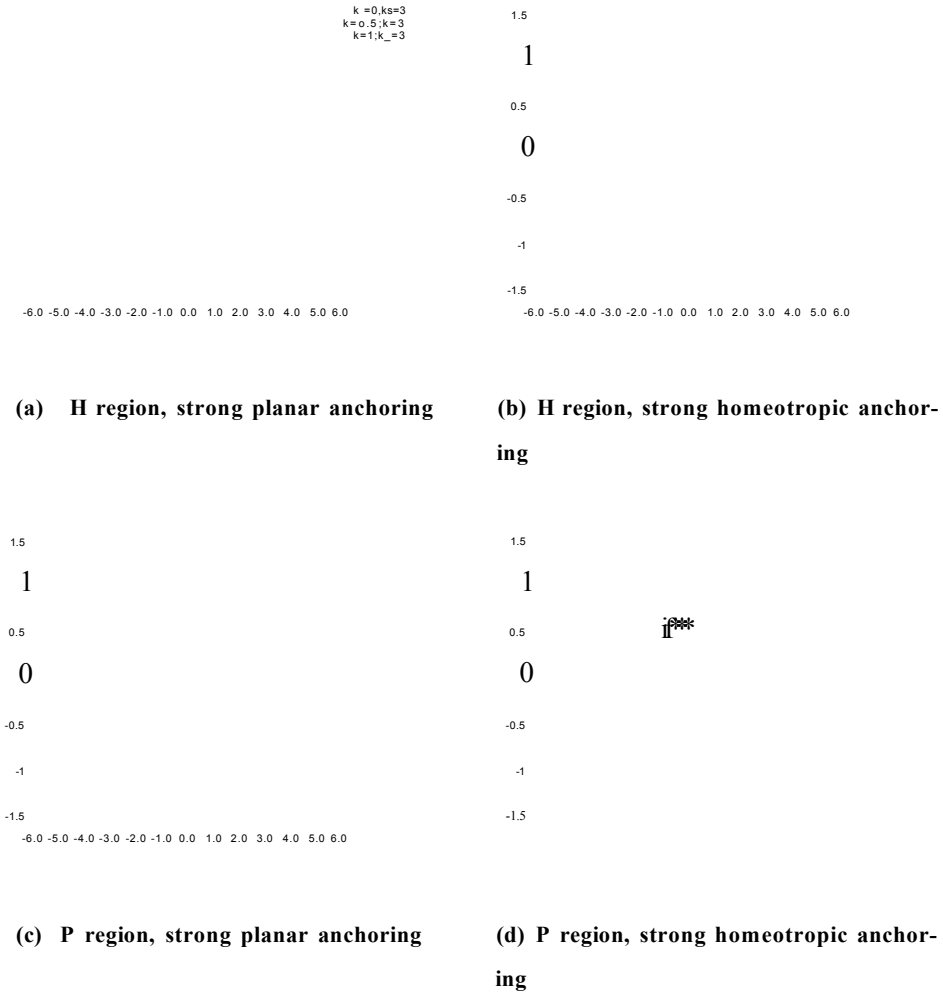 k =0,ks=3
k=o.5;k=3
k=1;k_=3
-6.0 -5.0 -4.0 -3.0 -2.0 -1.0 0.0 1.0 2.0 3.0 4.0 5.0 6.0
1.5
1
0.5
0
-0.5
-1
-1.5
-6.0 -5.0 -4.0 -3.0 -2.0 -1.0 0.0 1.0 2.0 3.0 4.0 5.0 6.0
(a) H region, strong planar anchoring
(b) H region, strong homeotropic anchor-
ing
1.5
1
0.5
0
-0.5
-1
-1.5
-6.0 -5.0 -4.0 -3.0 -2.0 -1.0 0.0 1.0 2.0 3.0 4.0 5.0 6.0
1.5
1
0.5
0
-0.5
-1
-1.5
(c) P region, strong planar anchoring
(d) P region, strong homeotropic anchor-
ing